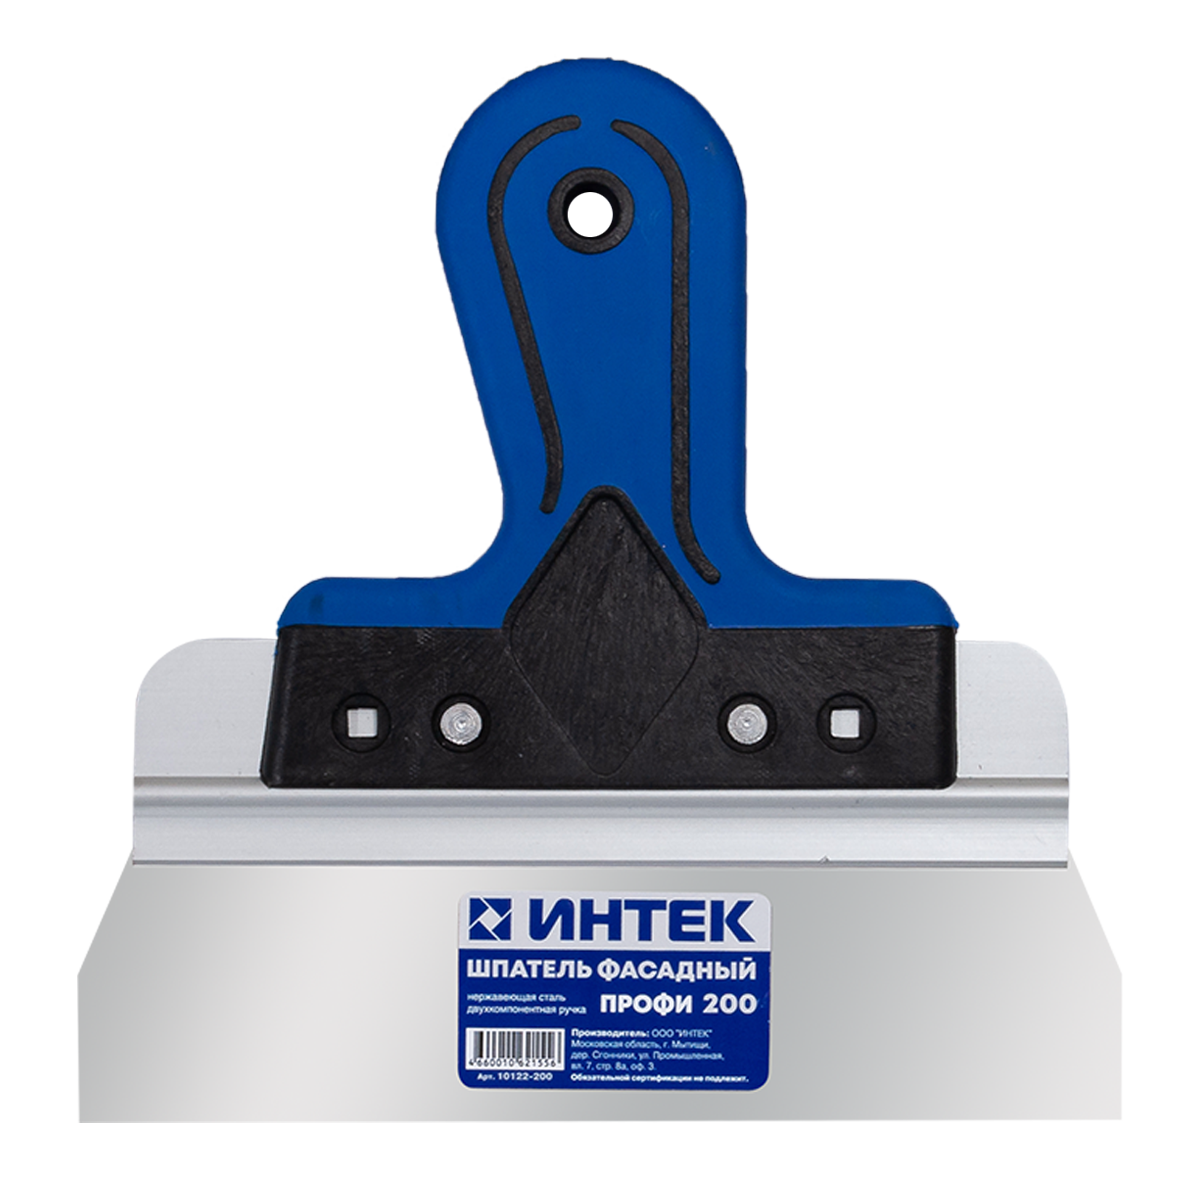 ИНТЕК
ШПАТЕЛЬ ФАСАДНЫЙ
нержавеющая сталь
двухкомпонентная ручка
ПРОФИ 200
4660010621556
Арт. 10122-200
Производитель: ООО "ИНТЕК"
Московская область, г. Мытищи,
дер. Сгонники, ул. Промышленная,
вл. 7, стр. 8а, оф. 3.
Обязательной сертификации не подлежит.